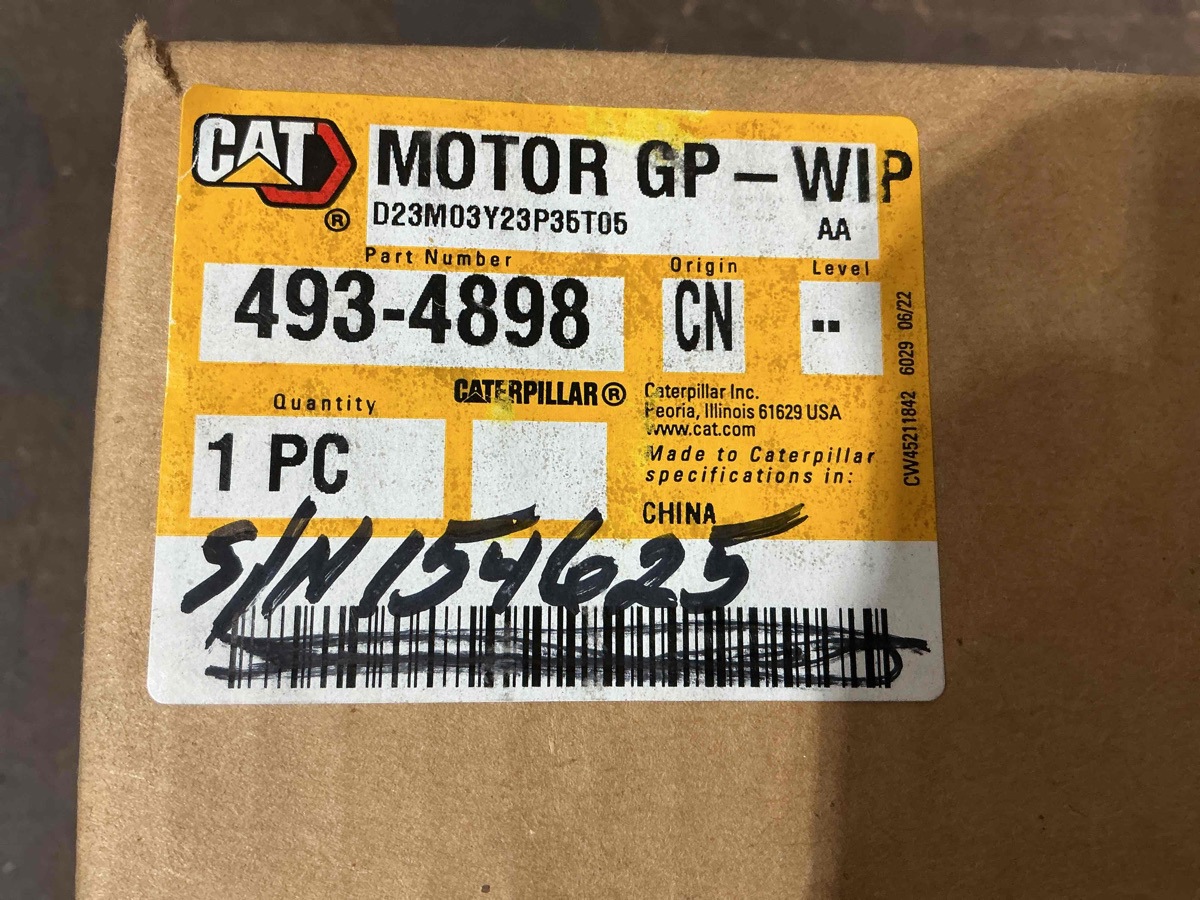 CAT®
MOTOR GP – WIP
D23M03Y23P35T05 AA
Part Number Origin Level
493-4898 CN --
CATERPILLAR®
Caterpillar Inc.
Peoria, Illinois 61629 USA
www.cat.com
Quantity
1 PC
Made to Caterpillar
specifications in:
CHINA
CW45211842 6029 06/22
S/N 154625